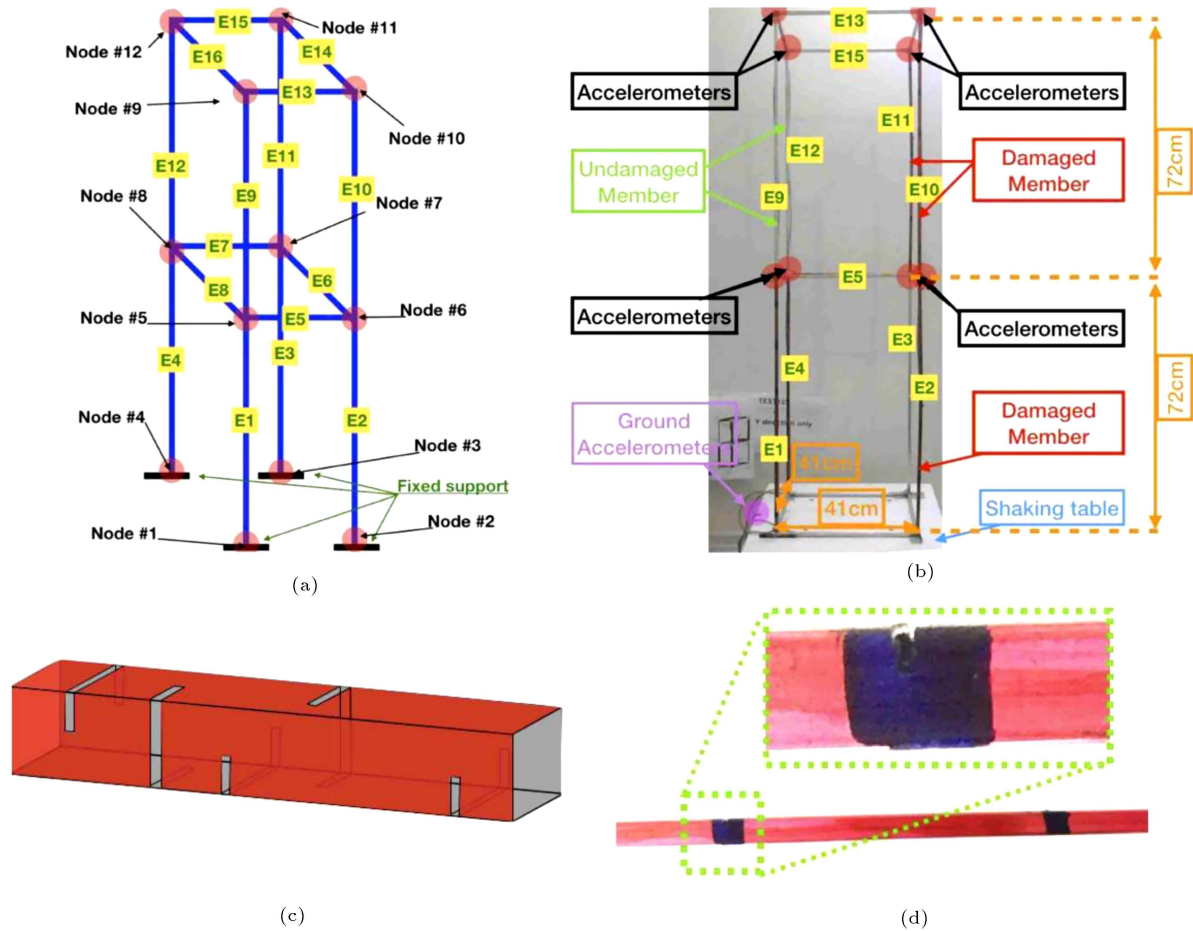 E15
Node #11
Node #12
E16
E14
Node #9
E13
Node #10
E12
E11
E9
E10
Node #8
Node #7
E7
E8
E6
Node #5
E5
Node #6
E4
E3
Node #4
E1
E2
Node #3
Fixed support
Node #1
Node #2
(a)
E13
E15
Accelerometers
Accelerometers
E11
E12
Undamaged
Member
Damaged
Member
E9
E10
72cm
E5
Accelerometers
Accelerometers
E3
E4
E2
72cm
Ground
Accelerometer
Y direction only
E1
Damaged
Member
41cm
41cm
Shaking table
(b)
(c)
(d)